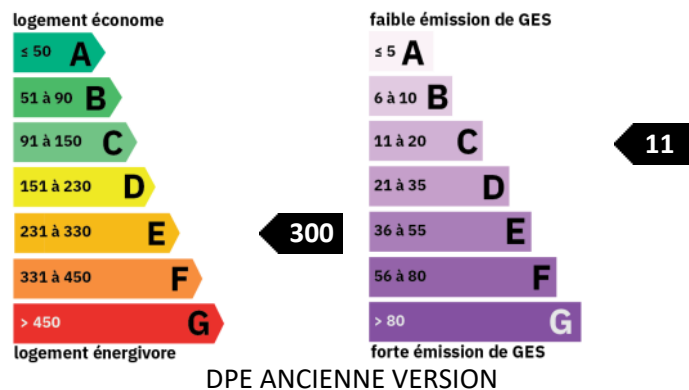 logement économe
≤ 50 A
51 à 90 B
91 à 150 C
151 à 230 D
231 à 330 E
300
331 à 450 F
> 450 G
logement énergivore
faible émission de GES
≤ 5 A
6 à 10 B
11 à 20 C
11
21 à 35 D
36 à 55 E
56 à 80 F
> 80 G
forte émission de GES
DPE ANCIENNE VERSION